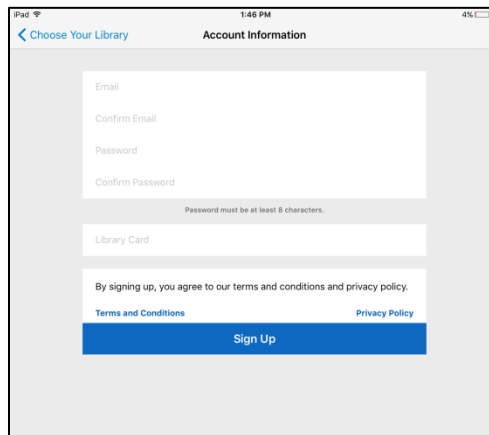 iPad 1:46 PM 4%
Choose Your Library Account Information
Email
Confirm Email
Password
Confirm Password
Password must be at least 8 characters.
Library Card
By signing up, you agree to our terms and conditions and privacy policy.
Terms and Conditions Privacy Policy
Sign Up